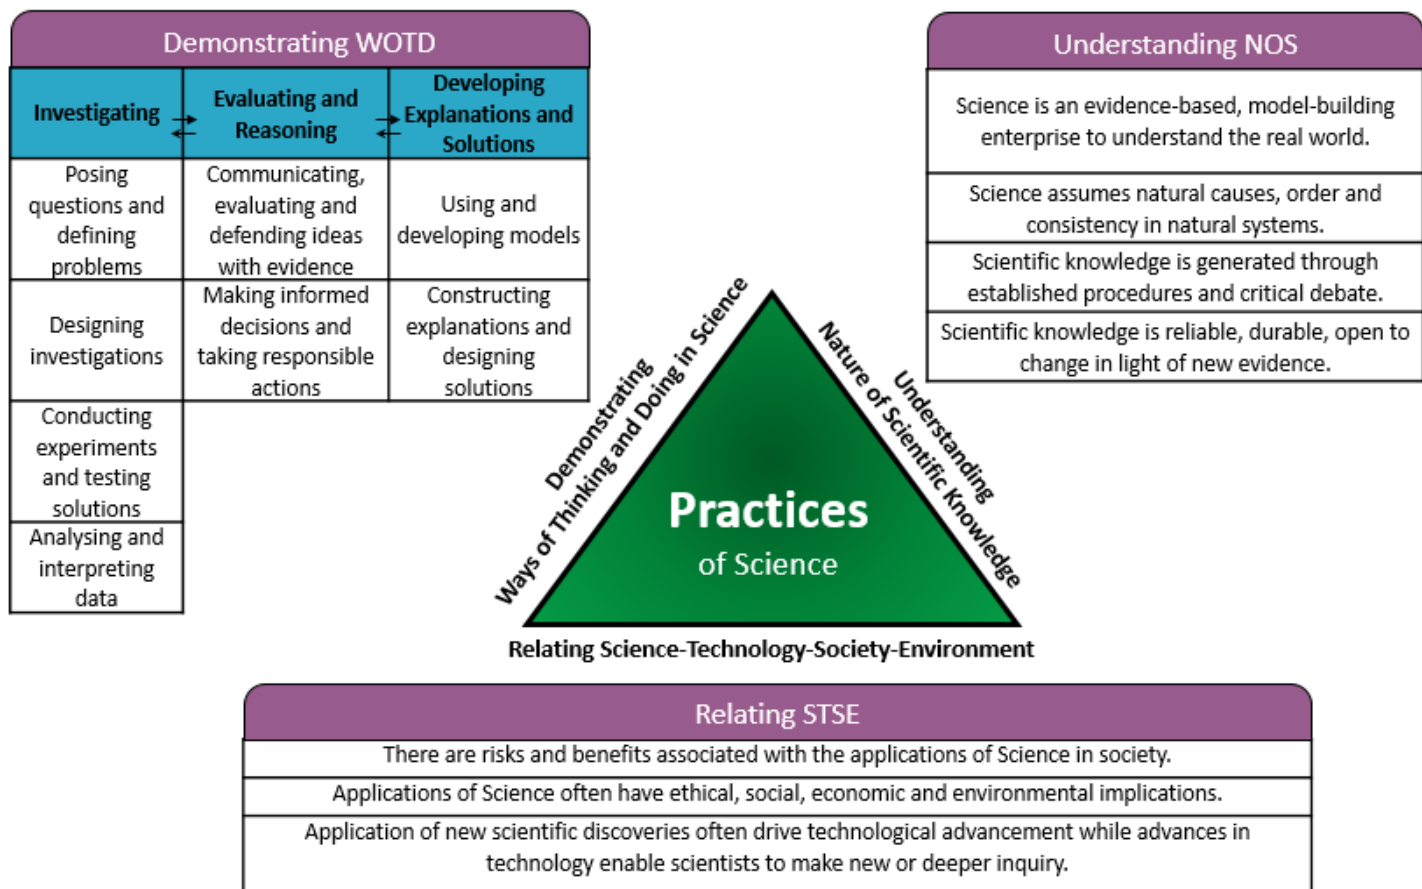 Demonstrating WOTD
Investigating
Evaluating and
Reasoning
Developing
Explanations and
Solutions
Posing
questions and
defining
problems
Communicating,
evaluating and
defending ideas
with evidence
Using and
developing models
Designing
investigations
Making informed
decisions and
taking responsible
actions
Constructing
explanations and
designing
solutions
Conducting
experiments
and testing
solutions
Analysing and
interpreting
data
Understanding NOS
Science is an evidence-based, model-building
enterprise to understand the real world.
Science assumes natural causes, order and
consistency in natural systems.
Scientific knowledge is generated through
established procedures and critical debate.
Scientific knowledge is reliable, durable, open to
change in light of new evidence.
Demonstrating
Ways of Thinking and Doing in Science
Understanding
Nature of Scientific Knowledge
Practices
of Science
Relating Science-Technology-Society-Environment
Relating STSE
There are risks and benefits associated with the applications of Science in society.
Applications of Science often have ethical, social, economic and environmental implications.
Application of new scientific discoveries often drive technological advancement while advances in
technology enable scientists to make new or deeper inquiry.